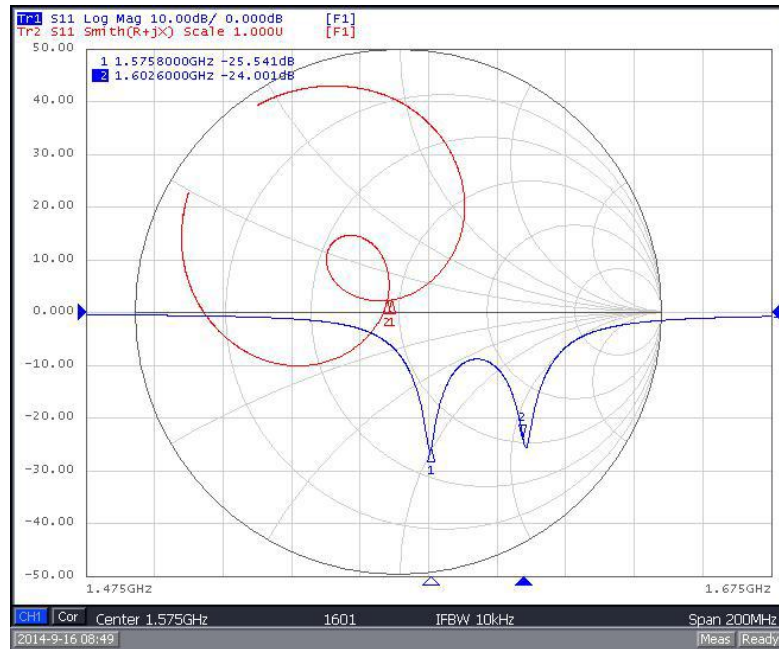 Tr1 S11 Log Mag 10.00dB/ 0.000dB [F1]
Tr2 S11 Smith(R+jX) Scale 1.000U [F1]
50.00
1 1.5758000GHz -25.541dB
2 1.6026000GHz -24.001dB
40.00
30.00
20.00
10.00
0.000
21
-10.00
-20.00
2
-30.00
1
-40.00
-50.00
1.475GHz 1.675GHz
CH1 Cor Center 1.575GHz 1601 IFBW 10kHz Span 200MHz
2014-9-16 08:49 Meas Ready